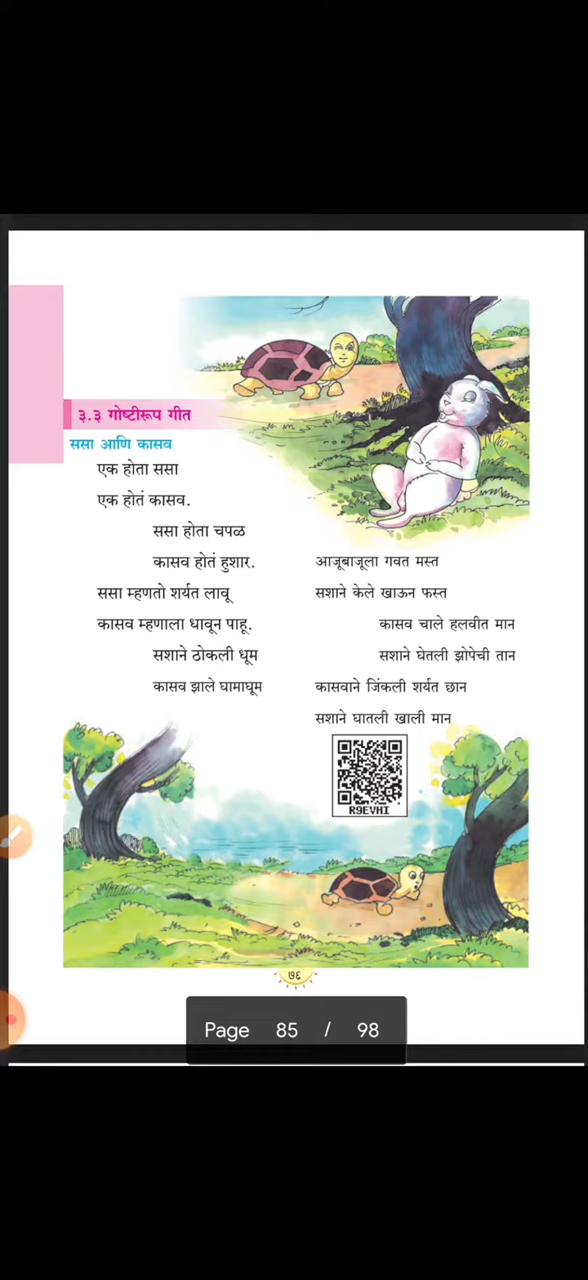 ३.३ गोष्टीरूप गीत
ससा आणि कासव
एक होता ससा
एक होतं कासव.
ससा होता चपळ
कासव होतं हुशार.
ससा म्हणतो शर्यत लावू
कासव म्हणाला धावून पाहू.
सशाने ठोकली धूम
कासव झाले घामाघूम
आजूबाजूला गवत मस्त
सशाने केले खाऊन फस्त
कासव चाले हलवीत मान
सशाने घेतली झोपेची तान
कासवाने जिंकली शर्यत छान
सशाने घातली खाली मान
R9EVHI
७६
Page 85 / 98